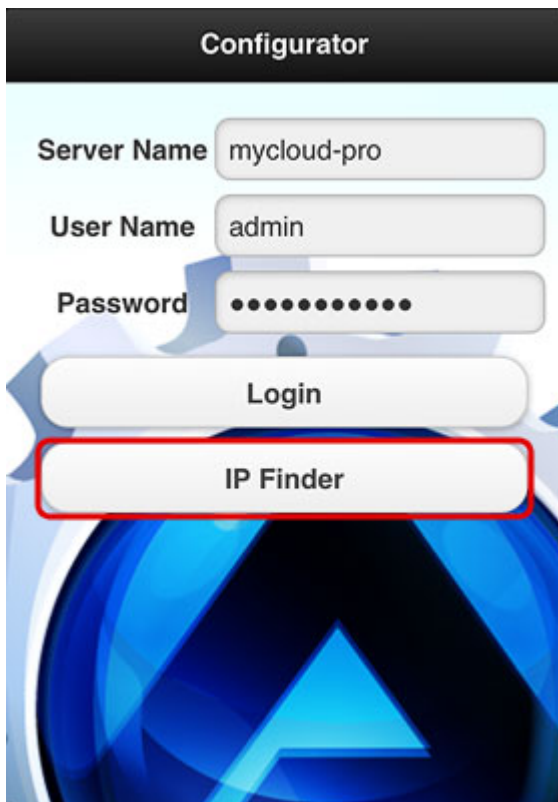 Configurator
Server Name mycloud-pro
User Name admin
Password ●●●●●●●●●●●
Login
IP Finder